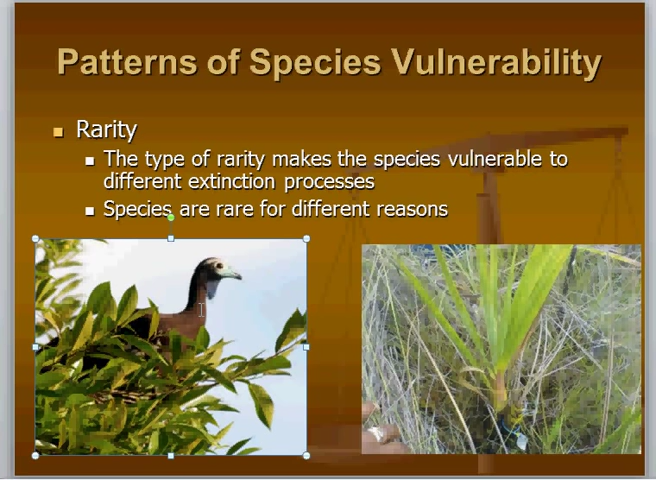 Patterns of Species Vulnerability
Rarity
The type of rarity makes the species vulnerable to
different extinction processes
Species are rare for different reasons